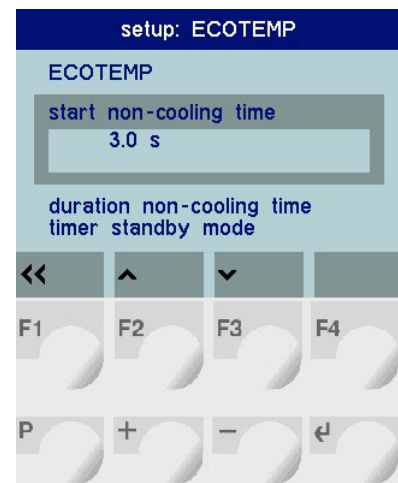 setup: ECOTEMP
ECOTEMP
start non-cooling time
3.0 s
duration non-cooling time
timer standby mode
F1 F2 F3 F4
P + -